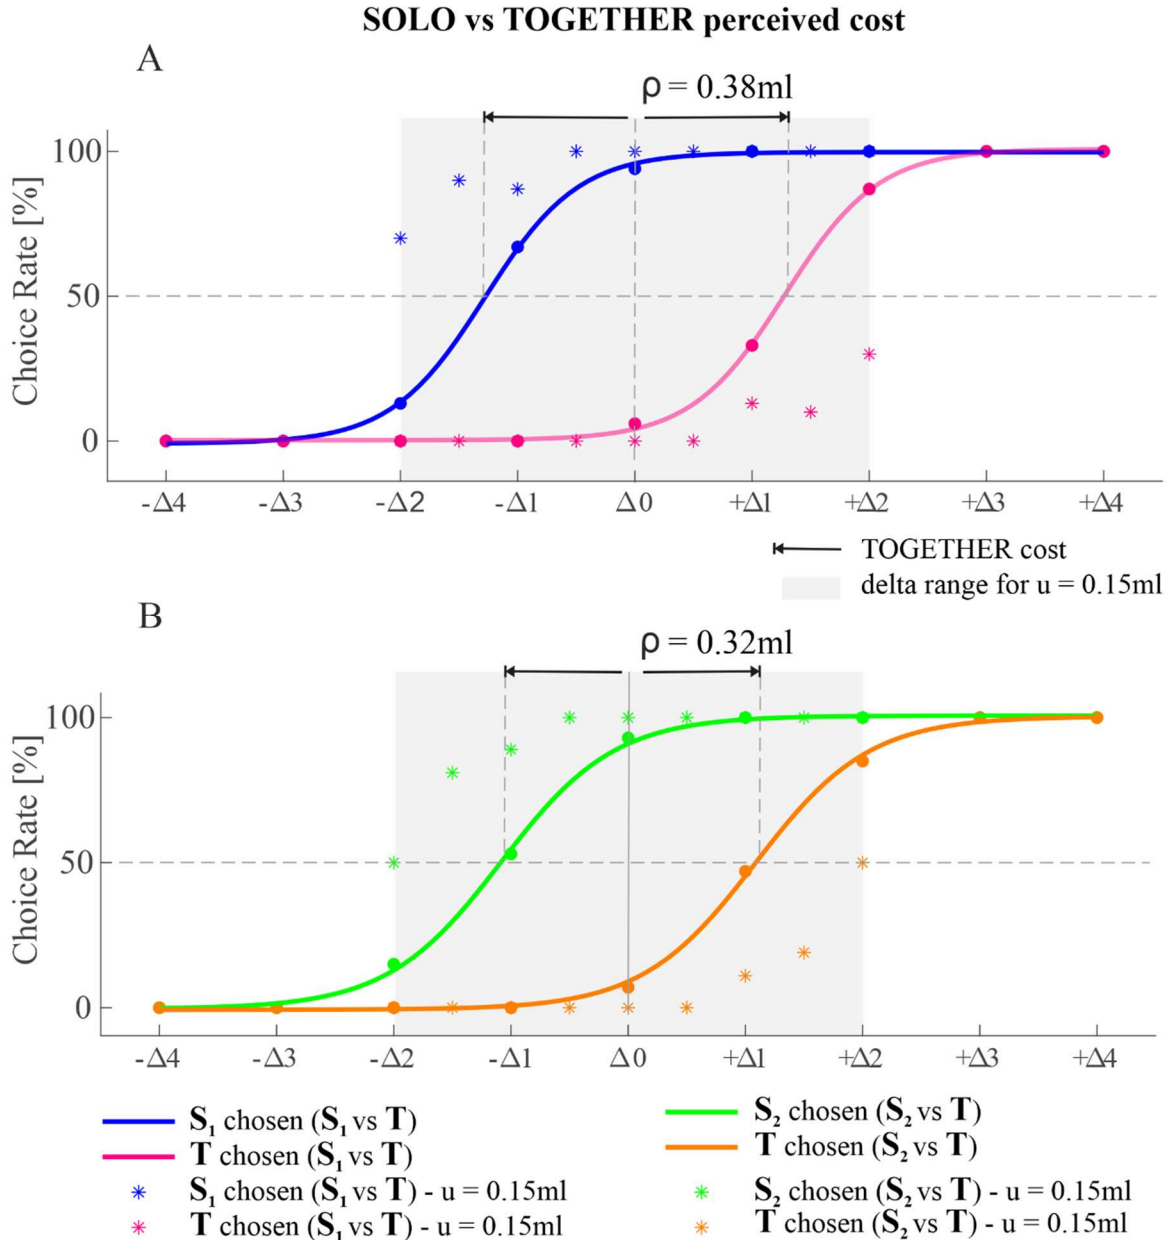 SOLO vs TOGETHER perceived cost
A
ρ = 0.38ml
100
50
0
Choice Rate [%]
-Δ4 -Δ3 -Δ2 -Δ1 Δ0 +Δ1 +Δ2 +Δ3 +Δ4
TOGETHER cost
delta range for u = 0.15ml
B
ρ = 0.32ml
100
50
0
Choice Rate [%]
-Δ4 -Δ3 -Δ2 -Δ1 Δ0 +Δ1 +Δ2 +Δ3 +Δ4
S₁ chosen (S₁ vs T)
T chosen (S₁ vs T)
S₁ chosen (S₁ vs T) - u = 0.15ml
T chosen (S₁ vs T) - u = 0.15ml
S₂ chosen (S₂ vs T)
T chosen (S₂ vs T)
S₂ chosen (S₂ vs T) - u = 0.15ml
T chosen (S₂ vs T) - u = 0.15ml